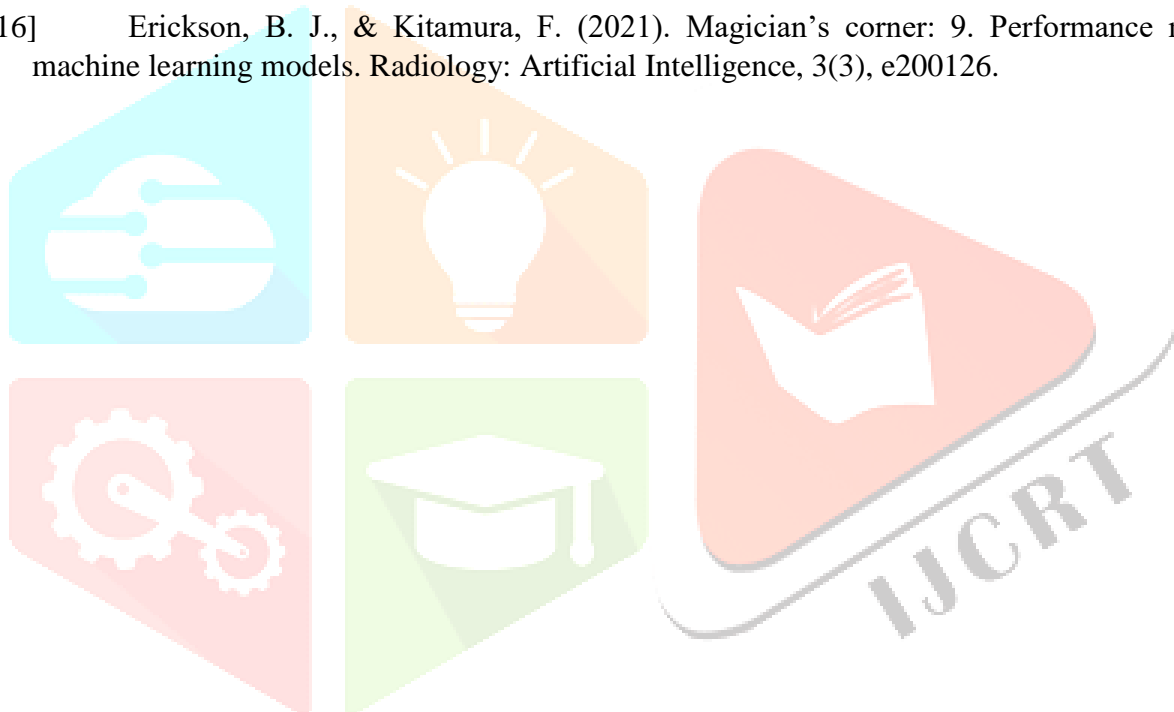 16] Erickson, B. J., & Kitamura, F. (2021). Magician’s corner: 9. Performance
machine learning models. Radiology: Artificial Intelligence, 3(3), e200126.
IJCRT